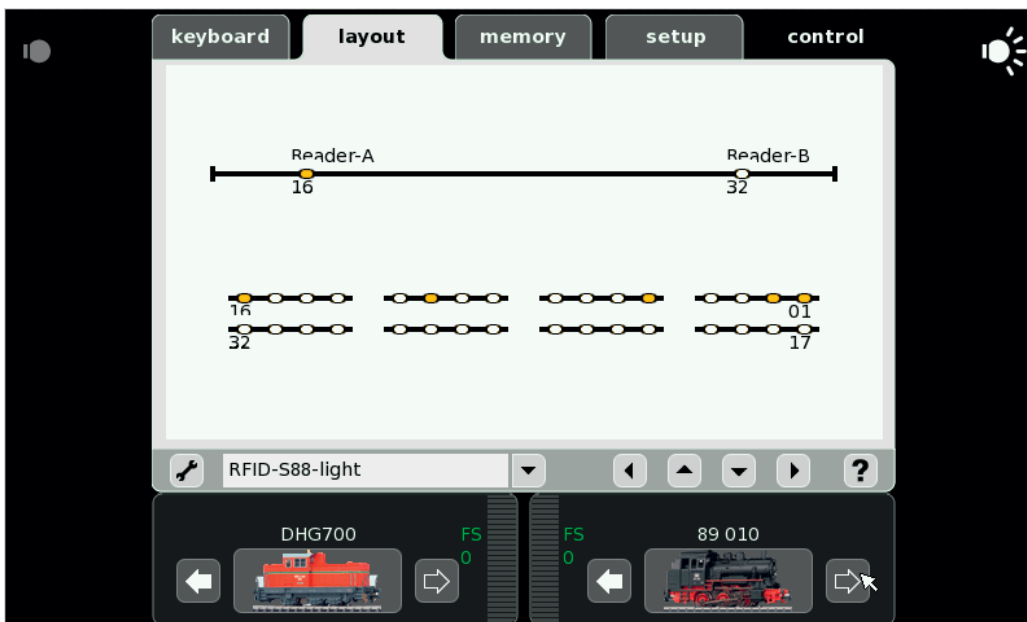 keyboard layout memory setup control
Reader-A Reader-B
16 32
16 01
32 17
RFID-S88-light ?
DHG700 FS FS 89 010
0 0